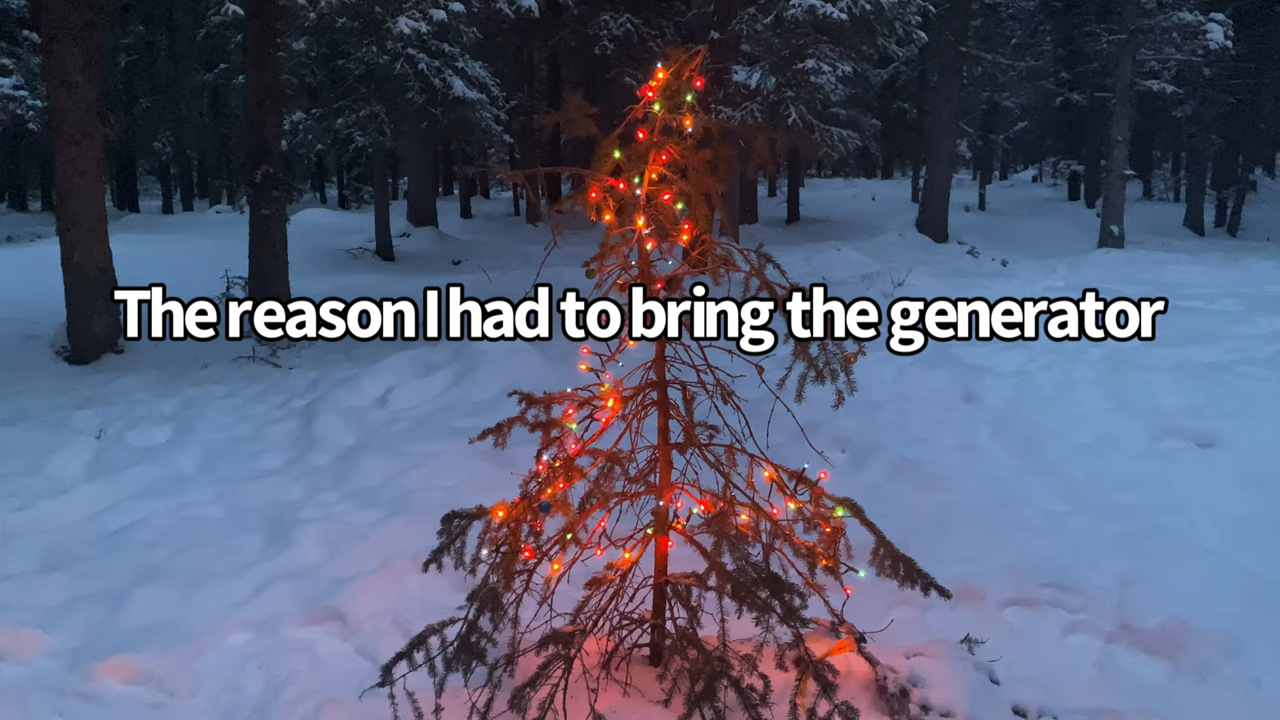 The reason I had to bring the generator